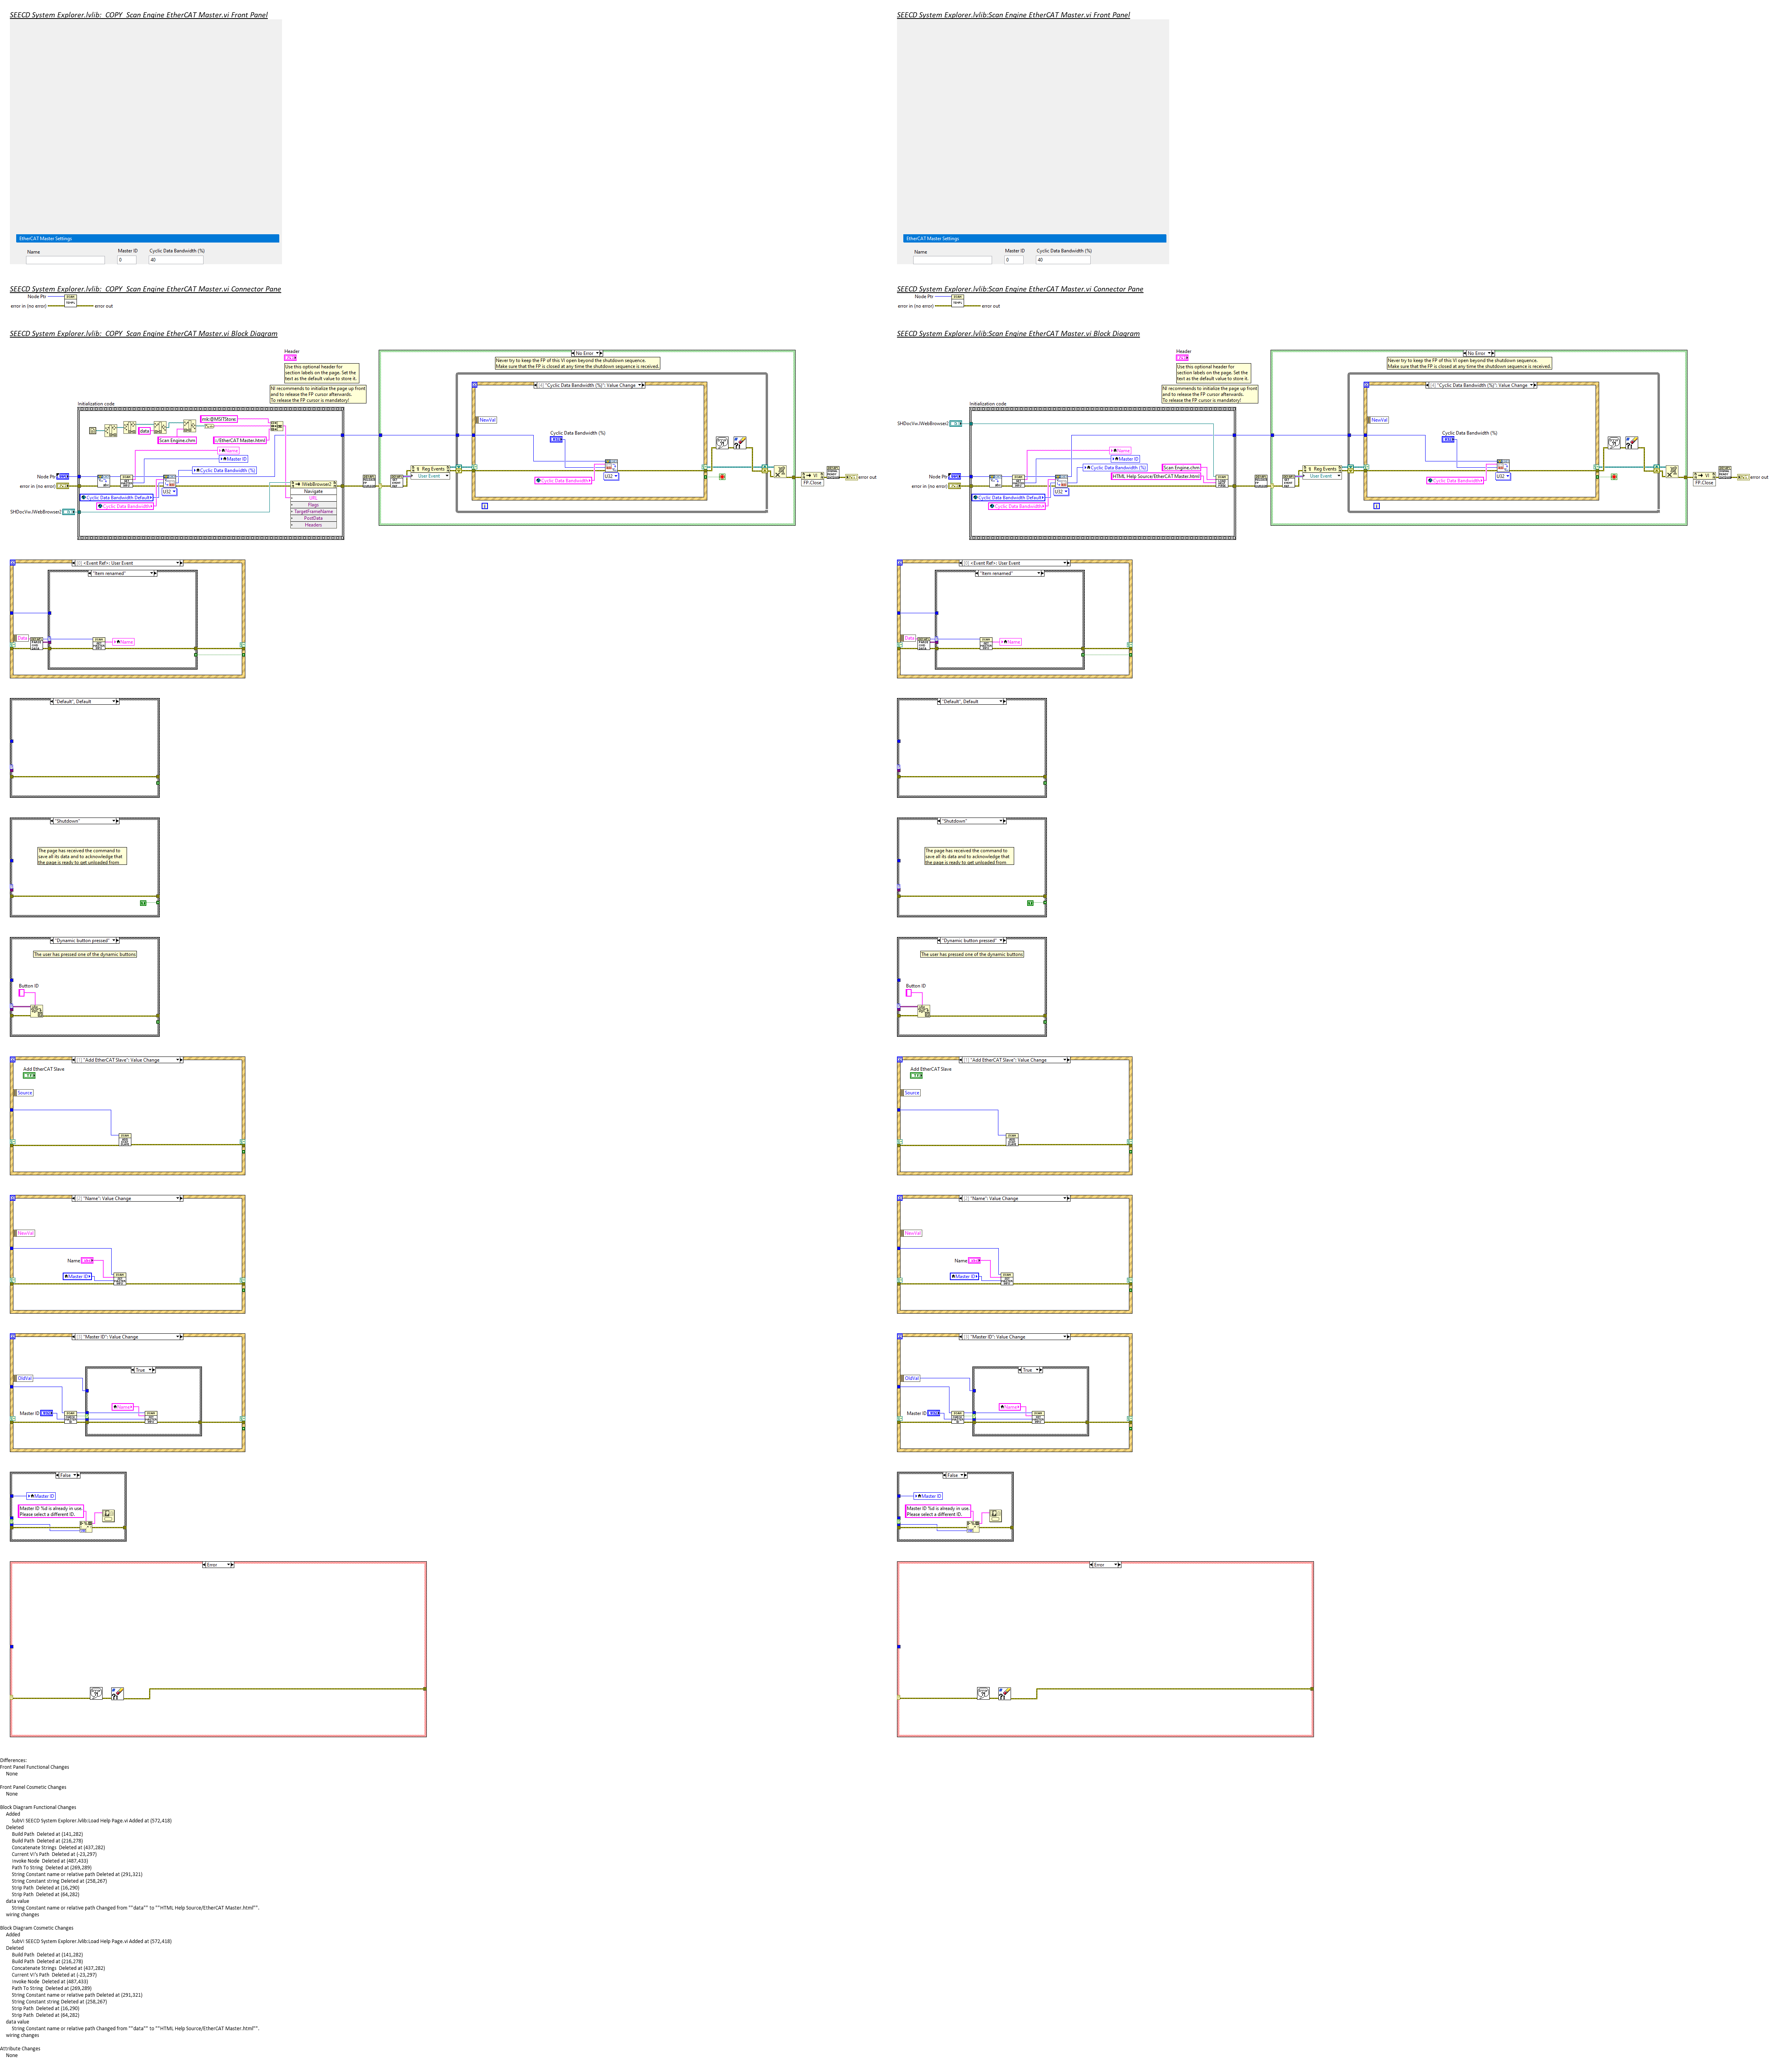 SEECD System Explorer.lvlib:  COPY  Scan Engine EtherCAT Master.vi Front Panel
EtherCAT Master Settings
Name
Master ID
Cyclic Data Bandwidth (%)
0
40
SEECD System Explorer.lvlib:  COPY  Scan Engine EtherCAT Master.vi Connector Pane
Node Ptr
error in (no error)
error out
SEECD System Explorer.lvlib:  COPY  Scan Engine EtherCAT Master.vi Block Diagram
Header
Use this optional header for
section labels on the page. Set the
text as the default value to store it.
NI recommends to initialize the page up front
and to release the FP cursor afterwards.
To release the FP cursor is mandatory!
Initialization code
data
Scan Engine.chm
mk:@MSITStore:
::/EtherCAT Master.html
Name
Master ID
Cyclic Data Bandwidth (%)
Node Ptr
error in (no error)
Cyclic Data Bandwidth Default
Cyclic Data Bandwidth
U32
SHDocVw.IWebBrowser2
IWebBrowser2
Navigate
URL
Flags
TargetFrameName
PostData
Headers
No Error
Never try to keep the FP of this VI open beyond the shutdown sequence.
Make sure that the FP is closed at any time the shutdown sequence is received.
[4] "Cyclic Data Bandwidth (%)": Value Change
NewVal
Cyclic Data Bandwidth (%)
Cyclic Data Bandwidth
U32
Reg Events
User Event
VI
FP.Close
error out
[0] <Event Ref>: User Event
"Item renamed"
Data
Name
"Default", Default
"Shutdown"
The page has received the command to
save all its data and to acknowledge that
the page is ready to get unloaded from
"Dynamic button pressed"
The user has pressed one of the dynamic buttons
Button ID
[1] "Add EtherCAT Slave": Value Change
Add EtherCAT Slave
Source
[2] "Name": Value Change
NewVal
Name
Master ID
[3] "Master ID": Value Change
True
OldVal
Name
Master ID
False
Master ID
Master ID %d is already in use.
Please select a different ID.
Error
SEECD System Explorer.lvlib:Scan Engine EtherCAT Master.vi Front Panel
EtherCAT Master Settings
Name
Master ID
Cyclic Data Bandwidth (%)
0
40
SEECD System Explorer.lvlib:Scan Engine EtherCAT Master.vi Connector Pane
Node Ptr
error in (no error)
error out
SEECD System Explorer.lvlib:Scan Engine EtherCAT Master.vi Block Diagram
Header
Use this optional header for
section labels on the page. Set the
text as the default value to store it.
NI recommends to initialize the page up front
and to release the FP cursor afterwards.
To release the FP cursor is mandatory!
Initialization code
SHDocVw.IWebBrowser2
Name
Master ID
Cyclic Data Bandwidth (%)
Scan Engine.chm
HTML Help Source/EtherCAT Master.html
Node Ptr
error in (no error)
Cyclic Data Bandwidth Default
Cyclic Data Bandwidth
U32
No Error
Never try to keep the FP of this VI open beyond the shutdown sequence.
Make sure that the FP is closed at any time the shutdown sequence is received.
[4] "Cyclic Data Bandwidth (%)": Value Change
NewVal
Cyclic Data Bandwidth (%)
Cyclic Data Bandwidth
U32
Reg Events
User Event
VI
FP.Close
error out
[0] <Event Ref>: User Event
"Item renamed"
Data
Name
"Default", Default
"Shutdown"
The page has received the command to
save all its data and to acknowledge that
the page is ready to get unloaded from
"Dynamic button pressed"
The user has pressed one of the dynamic buttons
Button ID
[1] "Add EtherCAT Slave": Value Change
Add EtherCAT Slave
Source
[2] "Name": Value Change
NewVal
Name
Master ID
[3] "Master ID": Value Change
True
OldVal
Name
Master ID
False
Master ID
Master ID %d is already in use.
Please select a different ID.
Error
Differences:
Front Panel Functional Changes
None
Front Panel Cosmetic Changes
None
Block Diagram Functional Changes
Added
SubVI SEECD System Explorer.lvlib:Load Help Page.vi Added at (572,418)
Deleted
Build Path  Deleted at (141,282)
Build Path  Deleted at (216,278)
Concatenate Strings  Deleted at (437,282)
Current VI's Path  Deleted at (-23,297)
Invoke Node  Deleted at (487,433)
Path To String  Deleted at (269,289)
String Constant name or relative path Deleted at (291,321)
String Constant string Deleted at (258,267)
Strip Path  Deleted at (16,290)
Strip Path  Deleted at (64,282)
data value
String Constant name or relative path Changed from ""data"" to ""HTML Help Source/EtherCAT Master.html"".
wiring changes
Block Diagram Cosmetic Changes
Added
SubVI SEECD System Explorer.lvlib:Load Help Page.vi Added at (572,418)
Deleted
Build Path  Deleted at (141,282)
Build Path  Deleted at (216,278)
Concatenate Strings  Deleted at (437,282)
Current VI's Path  Deleted at (-23,297)
Invoke Node  Deleted at (487,433)
Path To String  Deleted at (269,289)
String Constant name or relative path Deleted at (291,321)
String Constant string Deleted at (258,267)
Strip Path  Deleted at (16,290)
Strip Path  Deleted at (64,282)
data value
String Constant name or relative path Changed from ""data"" to ""HTML Help Source/EtherCAT Master.html"".
wiring changes
Attribute Changes
None